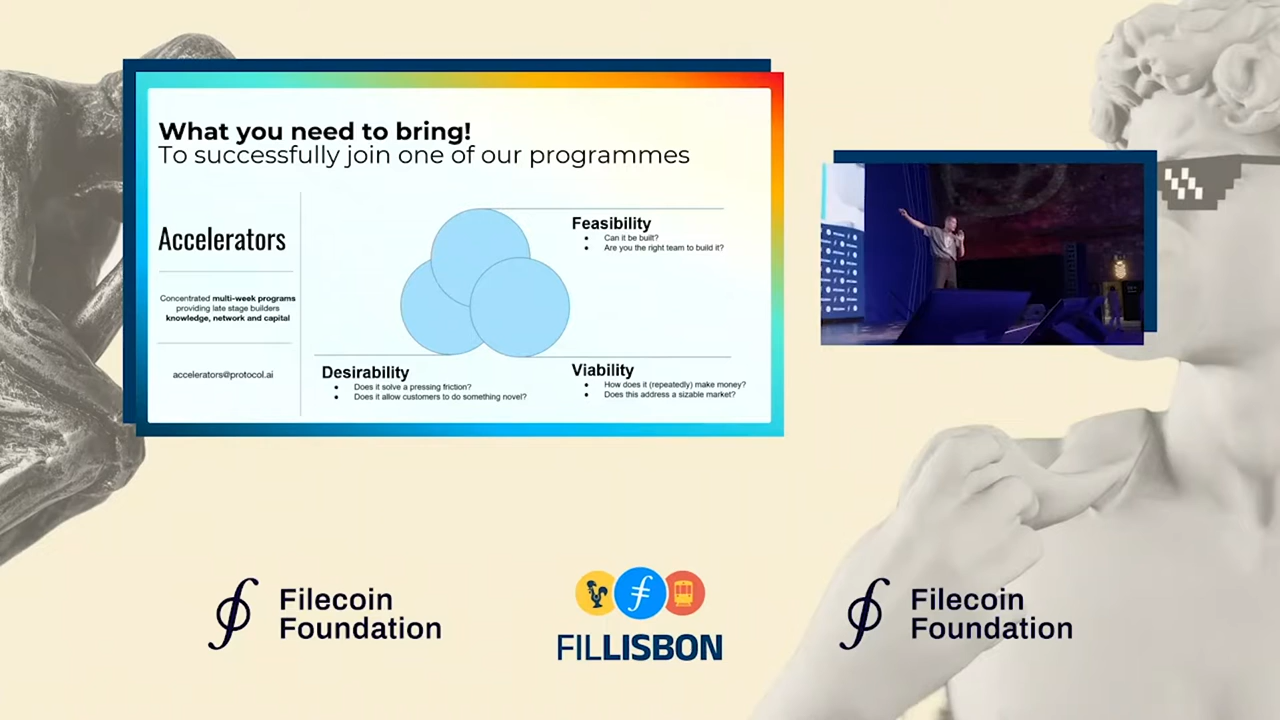 What you need to bring!
To successfully join one of our programmes
Accelerators
Concentrated multi-week programs
providing late stage builders
knowledge, network and capital
accelerators@protocol.ai
Feasibility
Can it be built?
Are you the right team to build it?
Desirability
Does it solve a pressing friction?
Does it allow customers to do something novel?
Viability
How does it (repeatedly) make money?
Does this address a sizable market?
Filecoin
Foundation
FILLISBON
Filecoin
Foundation